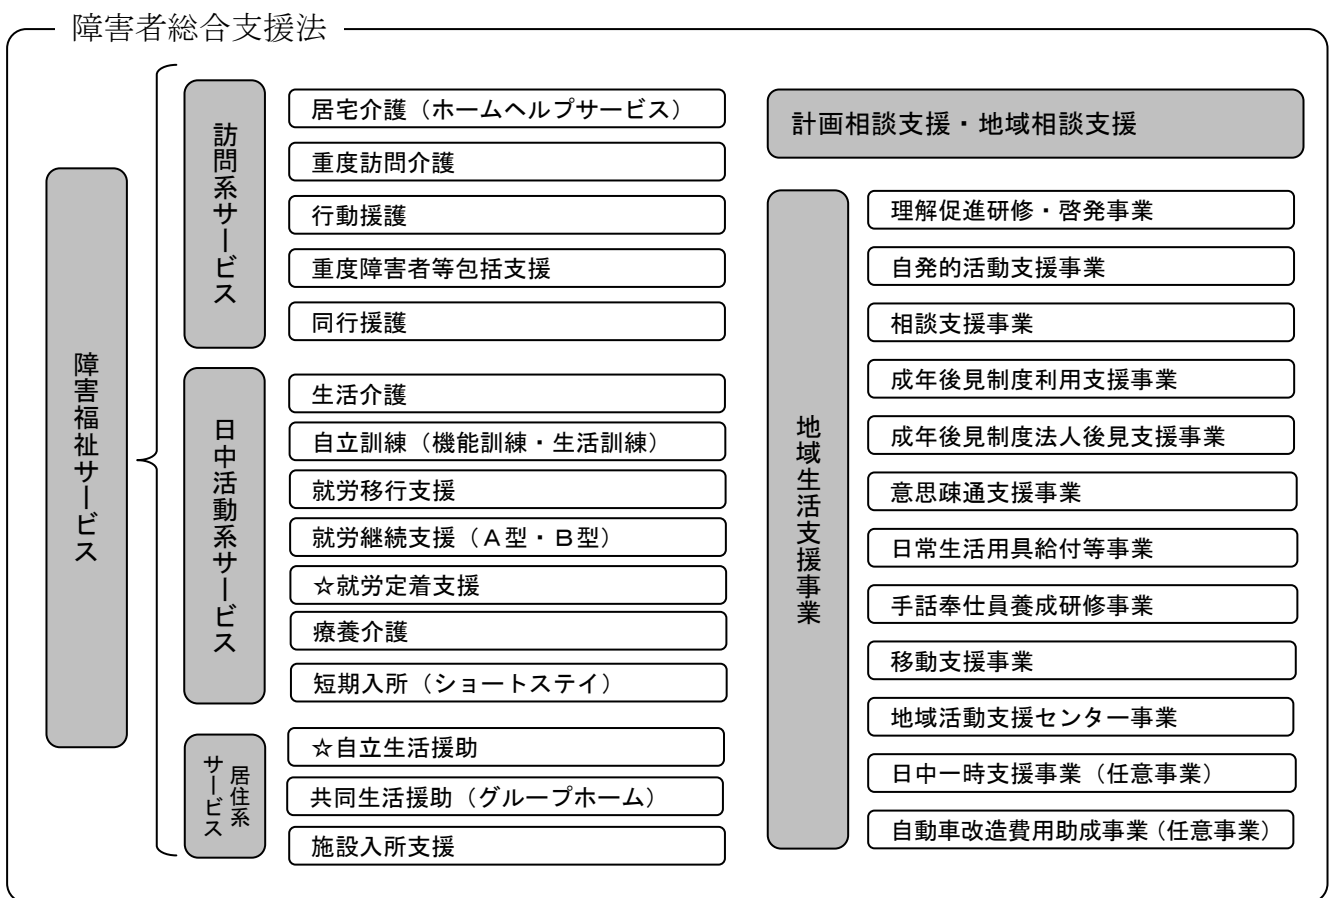 障害者総合支援法
障害福祉サービス
訪問系サービス
居宅介護（ホームヘルプサービス）
重度訪問介護
行動援護
重度障害者等包括支援
同行援護
日中活動系サービス
生活介護
自立訓練（機能訓練・生活訓練）
就労移行支援
就労継続支援（Ａ型・Ｂ型）
☆就労定着支援
療養介護
短期入所（ショートステイ）
居住系
サービス
☆自立生活援助
共同生活援助（グループホーム）
施設入所支援
計画相談支援・地域相談支援
地域生活支援事業
理解促進研修・啓発事業
自発的活動支援事業
相談支援事業
成年後見制度利用支援事業
成年後見制度法人後見支援事業
意思疎通支援事業
日常生活用具給付等事業
手話奉仕員養成研修事業
移動支援事業
地域活動支援センター事業
日中一時支援事業（任意事業）
自動車改造費用助成事業（任意事業）